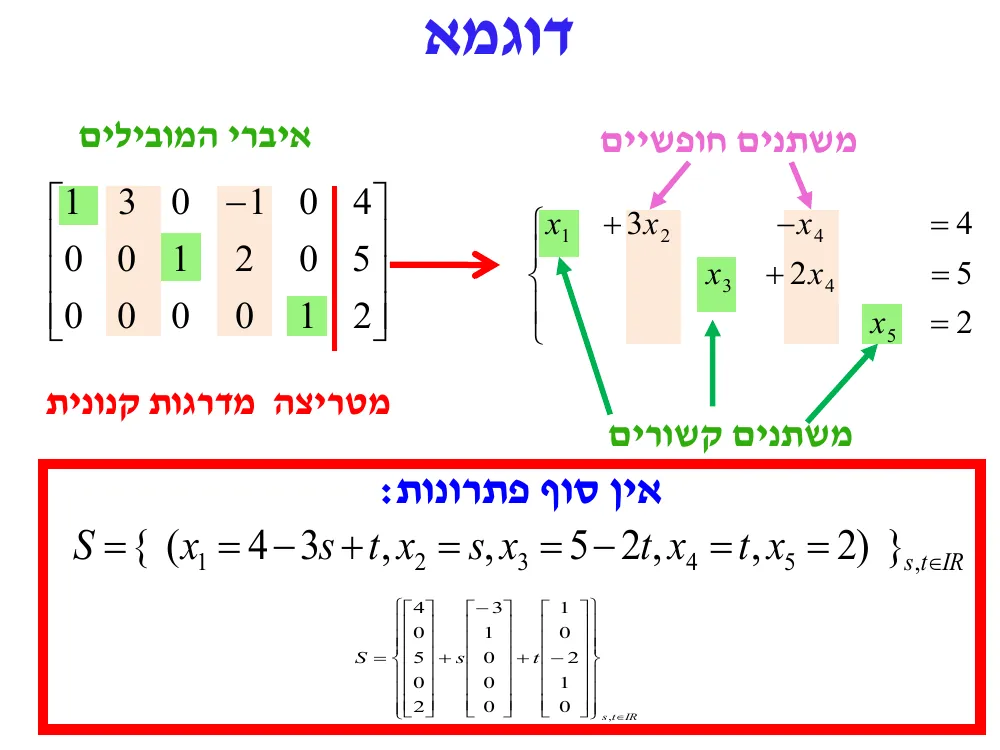 דוגמא
איברי המובילים
משתנים חופשיים
1 3 0 −1 0 4
0 0 1 2 0 5
0 0 0 0 1 2
x₁ +3x₂ −x₄ = 4
x₃ +2x₄ = 5
x₅ = 2
מטריצה מדרגות קנונית
משתנים קשורים
אין סוף פתרונות:
S = { (x₁ = 4−3s+t, x₂ = s, x₃ = 5−2t, x₄ = t, x₅ = 2) }s,t∈IR
S = { [4 0 5 0 2] + s [−3 1 0 0 0] + t [1 0 −2 1 0] }s,t∈IR